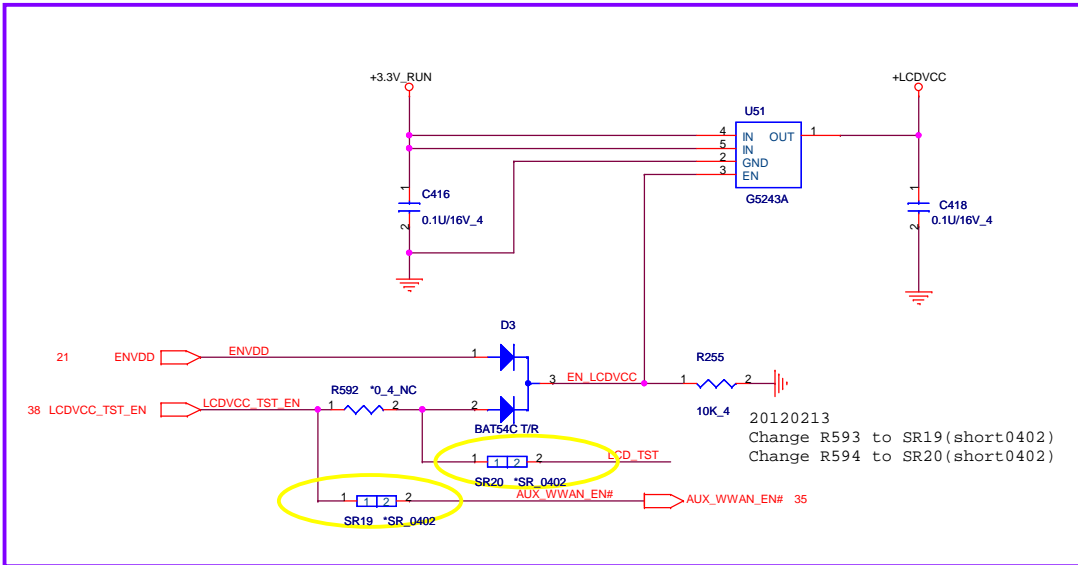 +3.3V_RUN
+LCDVCC
U51
4 IN OUT 1
5 IN
2 GND
3 EN
G5243A
1
C416
0.1U/16V_4
2
1
C418
0.1U/16V_4
2
D3
21 ENVDD ENVDD 1
3 EN_LCDVCC
R255
1 2
10K_4
R592 *0_4_NC
38 LCDVCC_TST_EN LCDVCC_TST_EN 1 2 2
BAT54C T/R
1 1 2 2 LCD_TST
SR20 *SR_0402
1 1 2 2 AUX_WWAN_EN# AUX_WWAN_EN# 35
SR19 *SR_0402
20120213
Change R593 to SR19(short0402)
Change R594 to SR20(short0402)